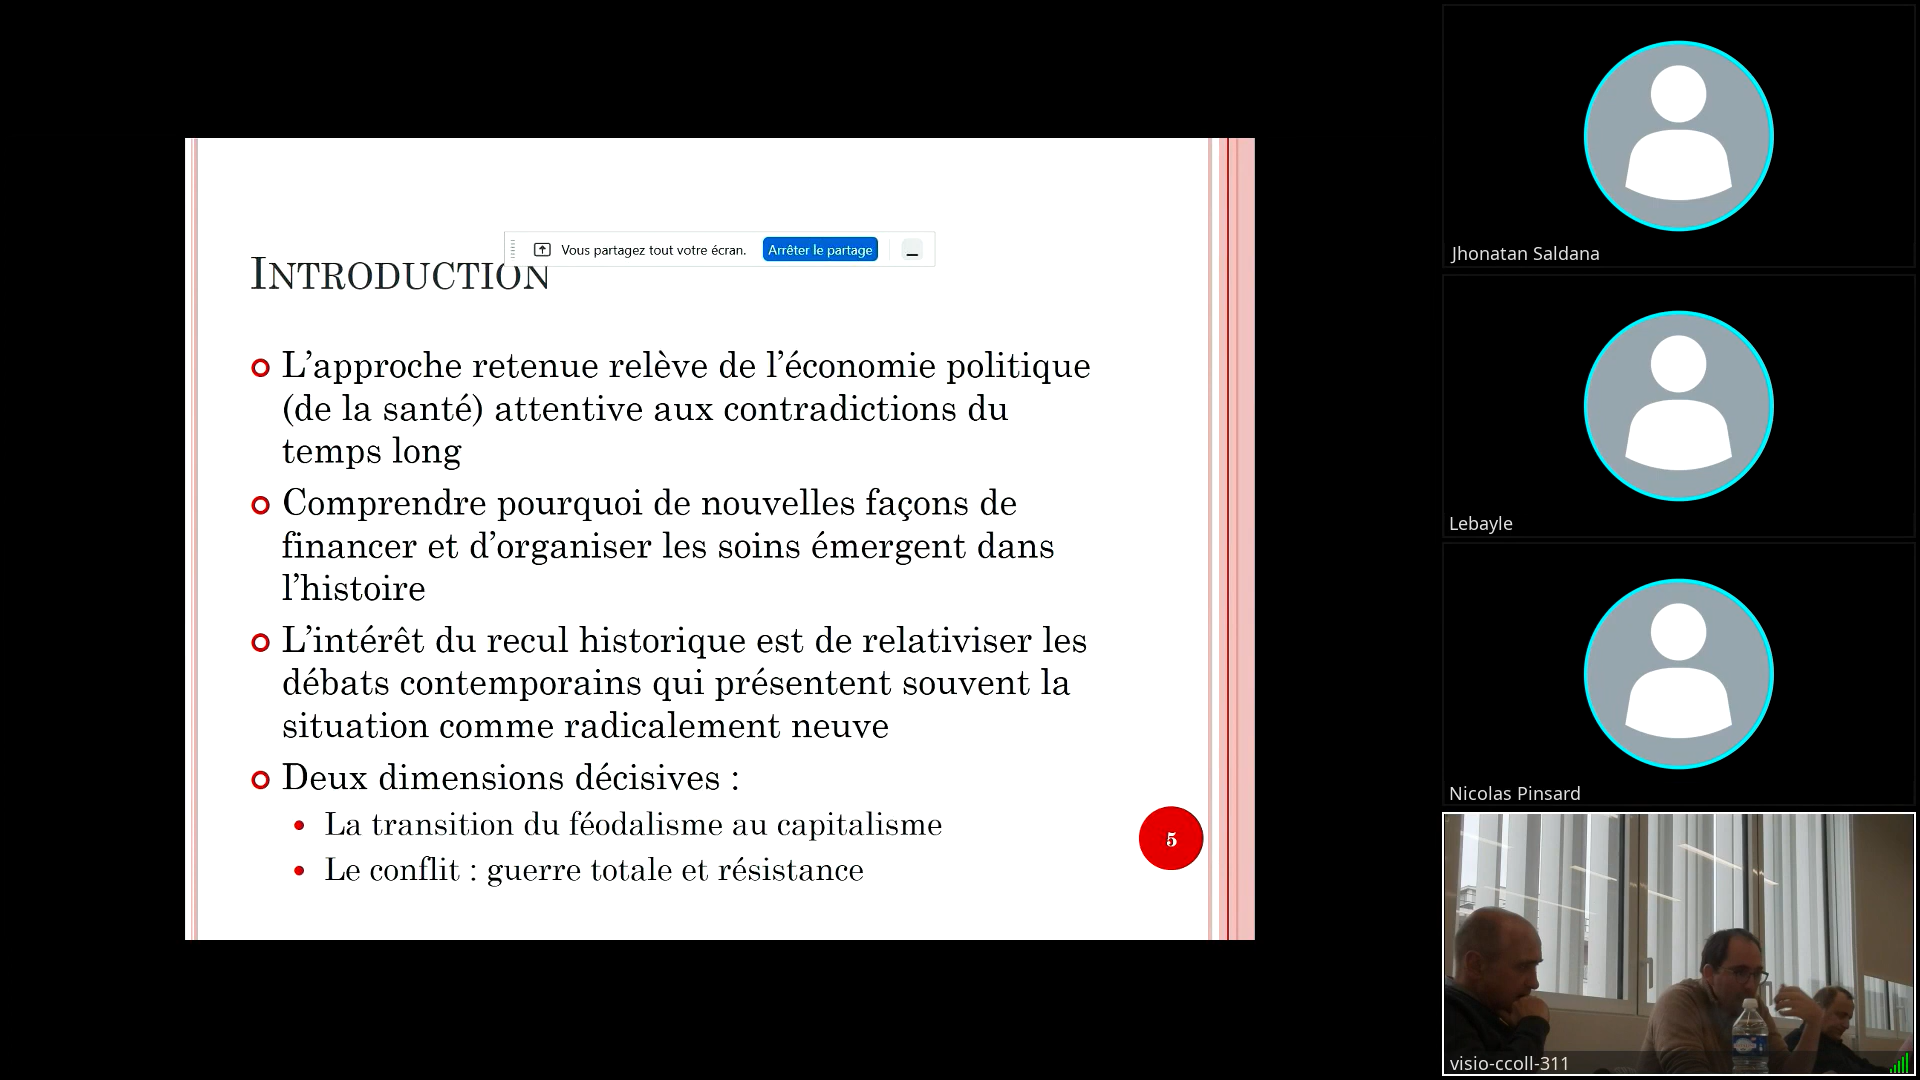 Vous partagez tout votre écran. Arrêter le partage
INTRODUCTION
L’approche retenue relève de l’économie politique
(de la santé) attentive aux contradictions du
temps long
Comprendre pourquoi de nouvelles façons de
financer et d’organiser les soins émergent dans
l’histoire
L’intérêt du recul historique est de relativiser les
débats contemporains qui présentent souvent la
situation comme radicalement neuve
Deux dimensions décisives :
La transition du féodalisme au capitalisme
Le conflit : guerre totale et résistance
5
Jhonatan Saldana
Lebayle
Nicolas Pinsard
visio-ccoll-311